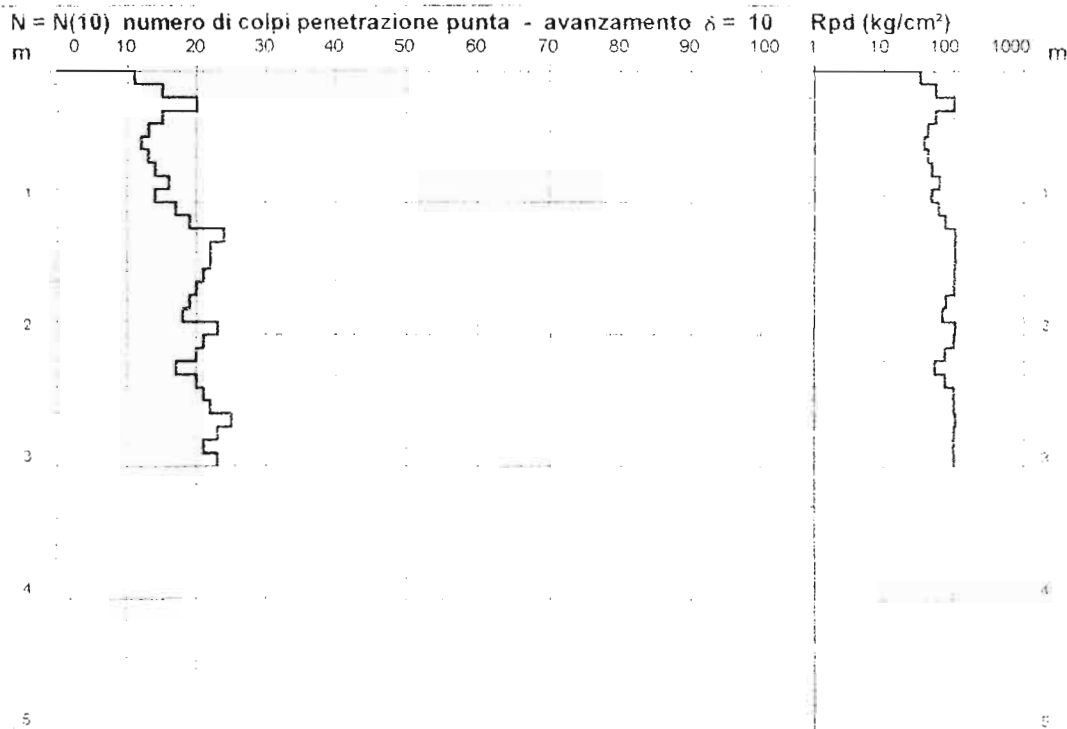 N = N(10) numero di colpi penetrazione punta - avanzamento δ = 10 Rpd (kg/cm²)
m 0 10 20 30 40 50 60 70 80 90 100 1 10 100 1000 m
1 1
2 2
3 3
4 4
5 5